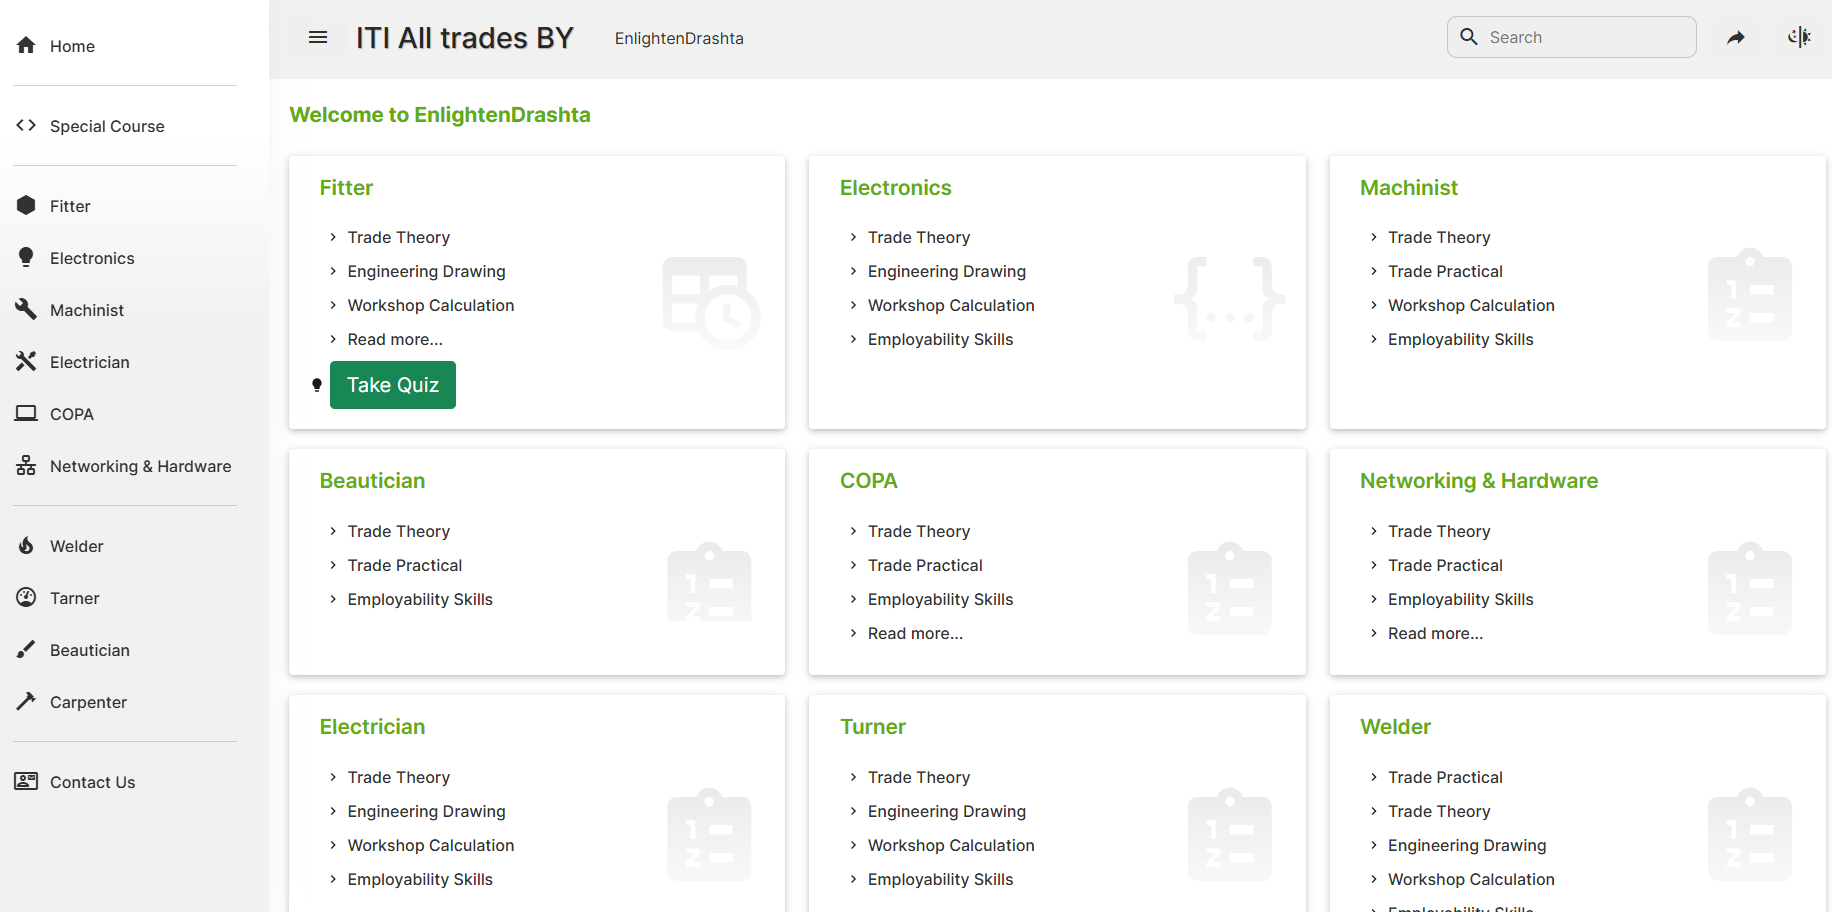 Home
Special Course
Fitter
Electronics
Machinist
Electrician
COPA
Networking & Hardware
Welder
Tarner
Beautician
Carpenter
Contact Us
ITI All trades BY
EnlightenDrashta
Search
Welcome to EnlightenDrashta
Fitter
Trade Theory
Engineering Drawing
Workshop Calculation
Read more...
Take Quiz
Electronics
Trade Theory
Engineering Drawing
Workshop Calculation
Employability Skills
Machinist
Trade Theory
Trade Practical
Workshop Calculation
Employability Skills
Beautician
Trade Theory
Trade Practical
Employability Skills
COPA
Trade Theory
Trade Practical
Employability Skills
Read more...
Networking & Hardware
Trade Theory
Trade Practical
Employability Skills
Read more...
Electrician
Trade Theory
Engineering Drawing
Workshop Calculation
Employability Skills
Turner
Trade Theory
Engineering Drawing
Workshop Calculation
Employability Skills
Welder
Trade Practical
Trade Theory
Engineering Drawing
Workshop Calculation
Employability Skills